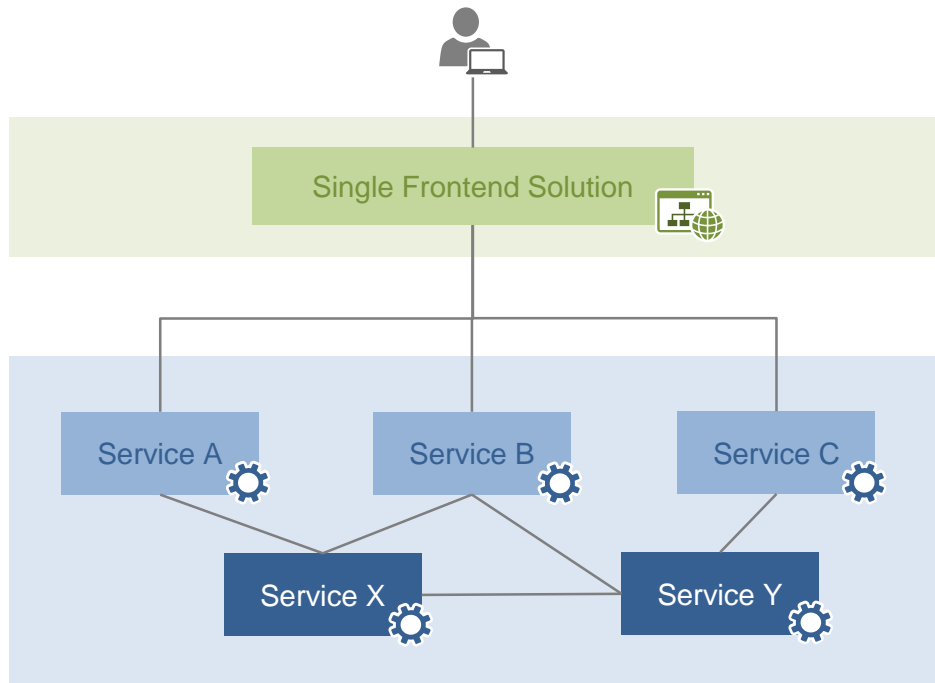 Single Frontend Solution
Service A
Service B
Service C
Service X
Service Y